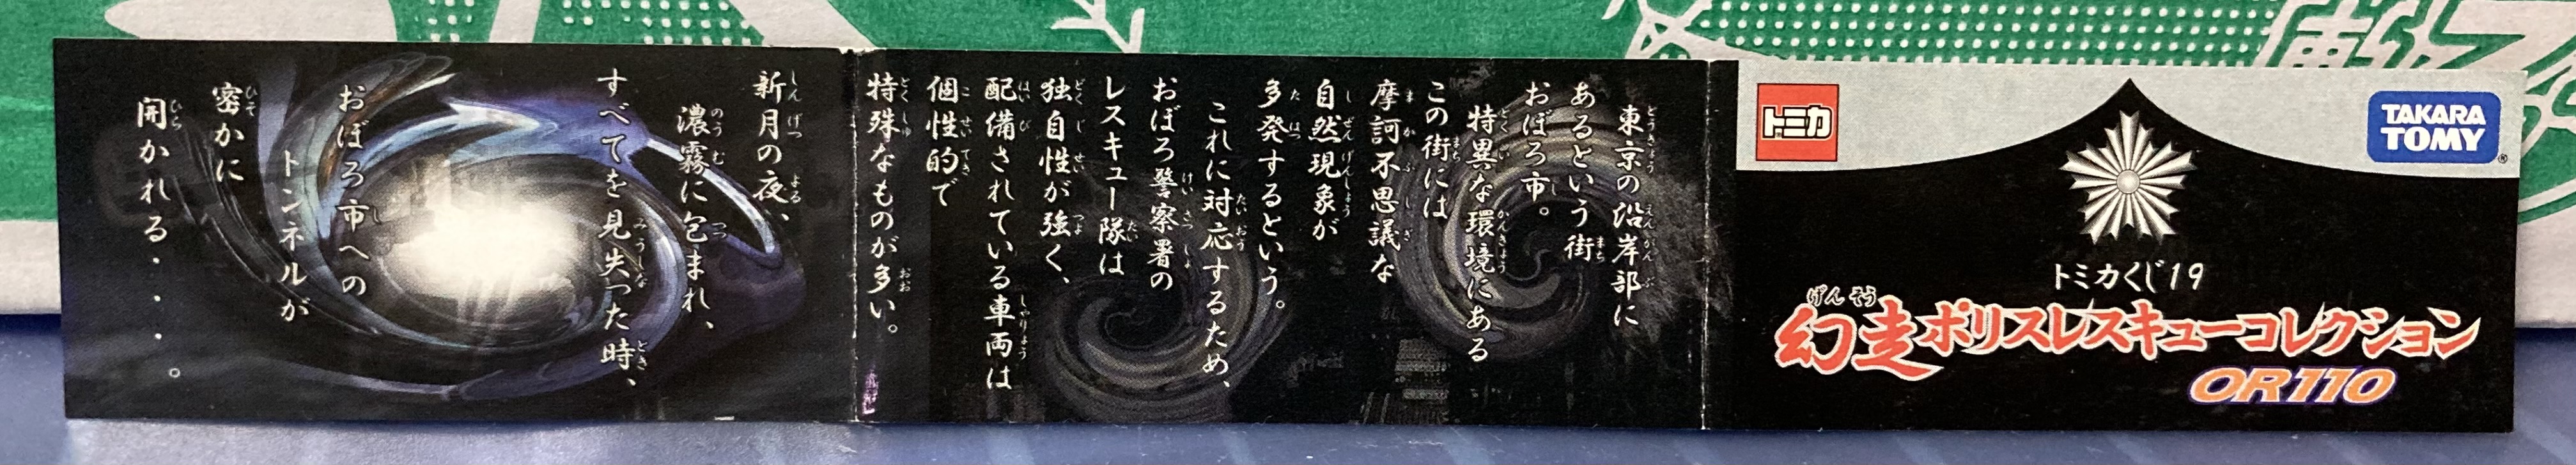 トミカ
TAKARA
TOMY
トミカくじ19
幻走ポリスレスキューコレクション
OR110
東京の沿岸部に
あるという街
おぼろ市。
特異な環境にある
この街には
摩訶不思議な
自然現象が
多発するという。
これに対応するため、
おぼろ警察署の
レスキュー隊は
独自性が強く、
配備されている車両は
個性的で
特殊なものが多い。
新月の夜、
濃霧に包まれ、
すべてを見失った時、
おぼろ市への
トンネルが
密かに
開かれる・・・。